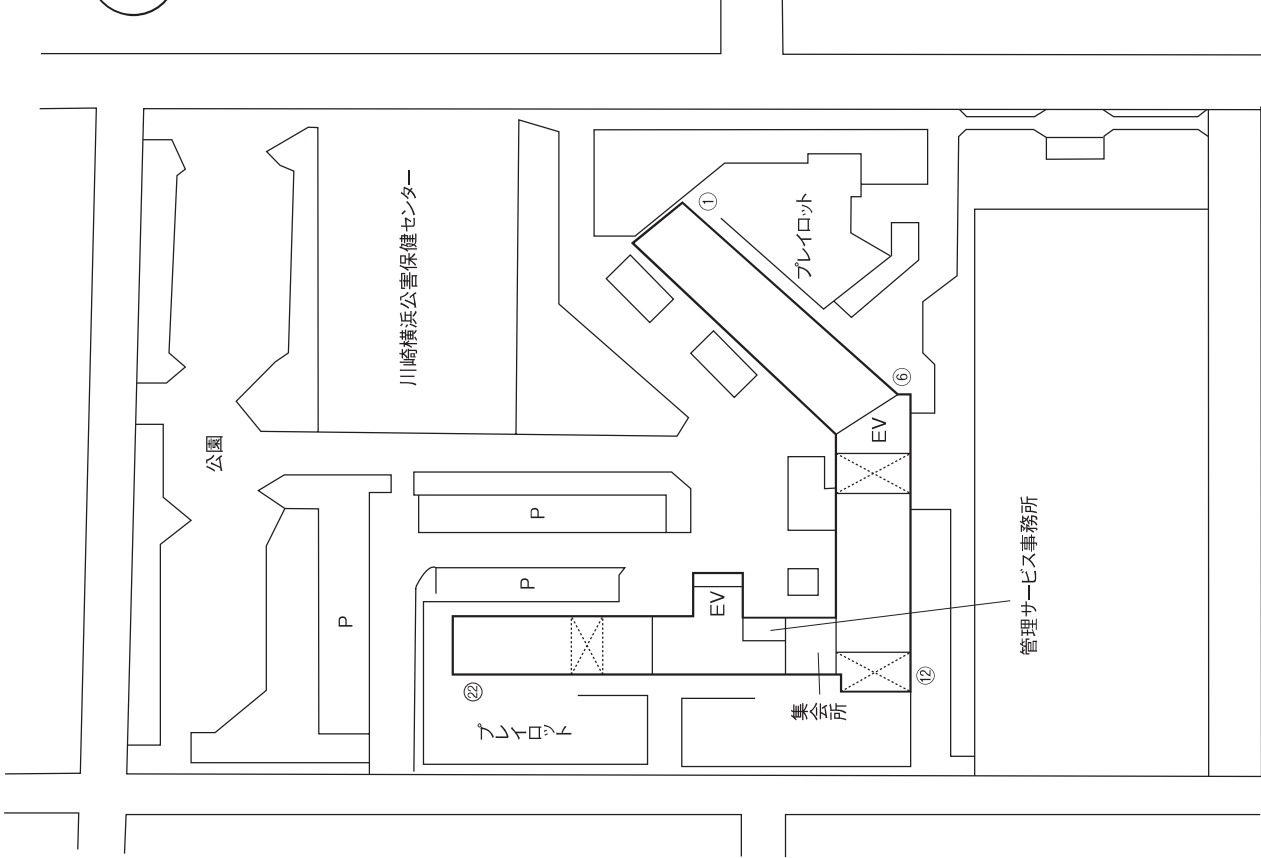 川崎横浜公害保健センター
①
プレイロット
⑥
公園
EV
P
P
EV
P
管理サービス事務所
集会所
⑫
㉒
プレイロット